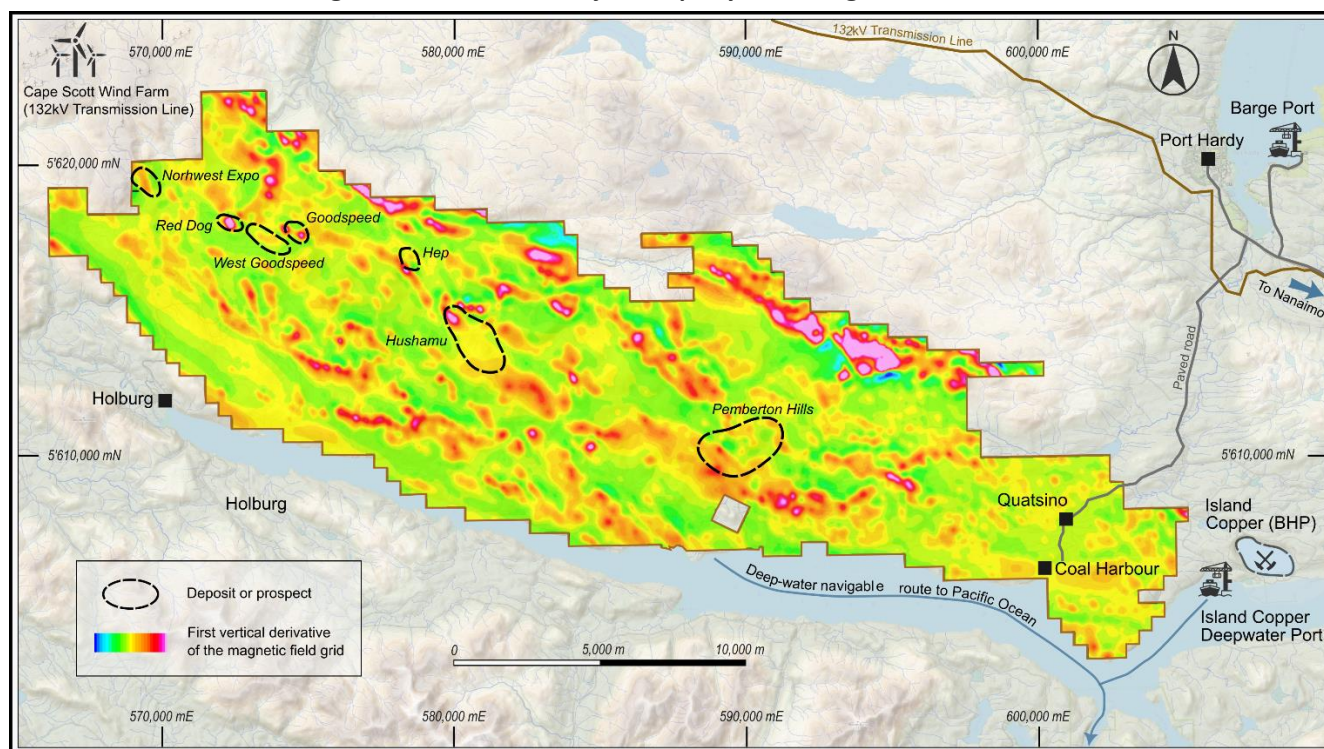 570,000 mE
580,000 mE
590,000 mE
132kV Transmission Line
600,000 mE
N
Cape Scott Wind Farm
(132kV Transmission Line)
Barge Port
Port Hardy
5'620,000 mN
Norhwest Expo
Red Dog
Goodspeed
West Goodspeed
Hep
To Nanaimo
Hushamu
Paved road
Holburg
Pemberton Hills
5'610,000 mN
5'610,000 mN
Holburg
Quatsino
Island
Copper (BHP)
Coal Harbour
Deep-water navigable route to Pacific Ocean
Island Copper
Deepwater Port
Deposit or prospect
First vertical derivative
of the magnetic field grid
0
5,000 m
10,000 m
570,000 mE
580,000 mE
590,000 mE
600,000 mE